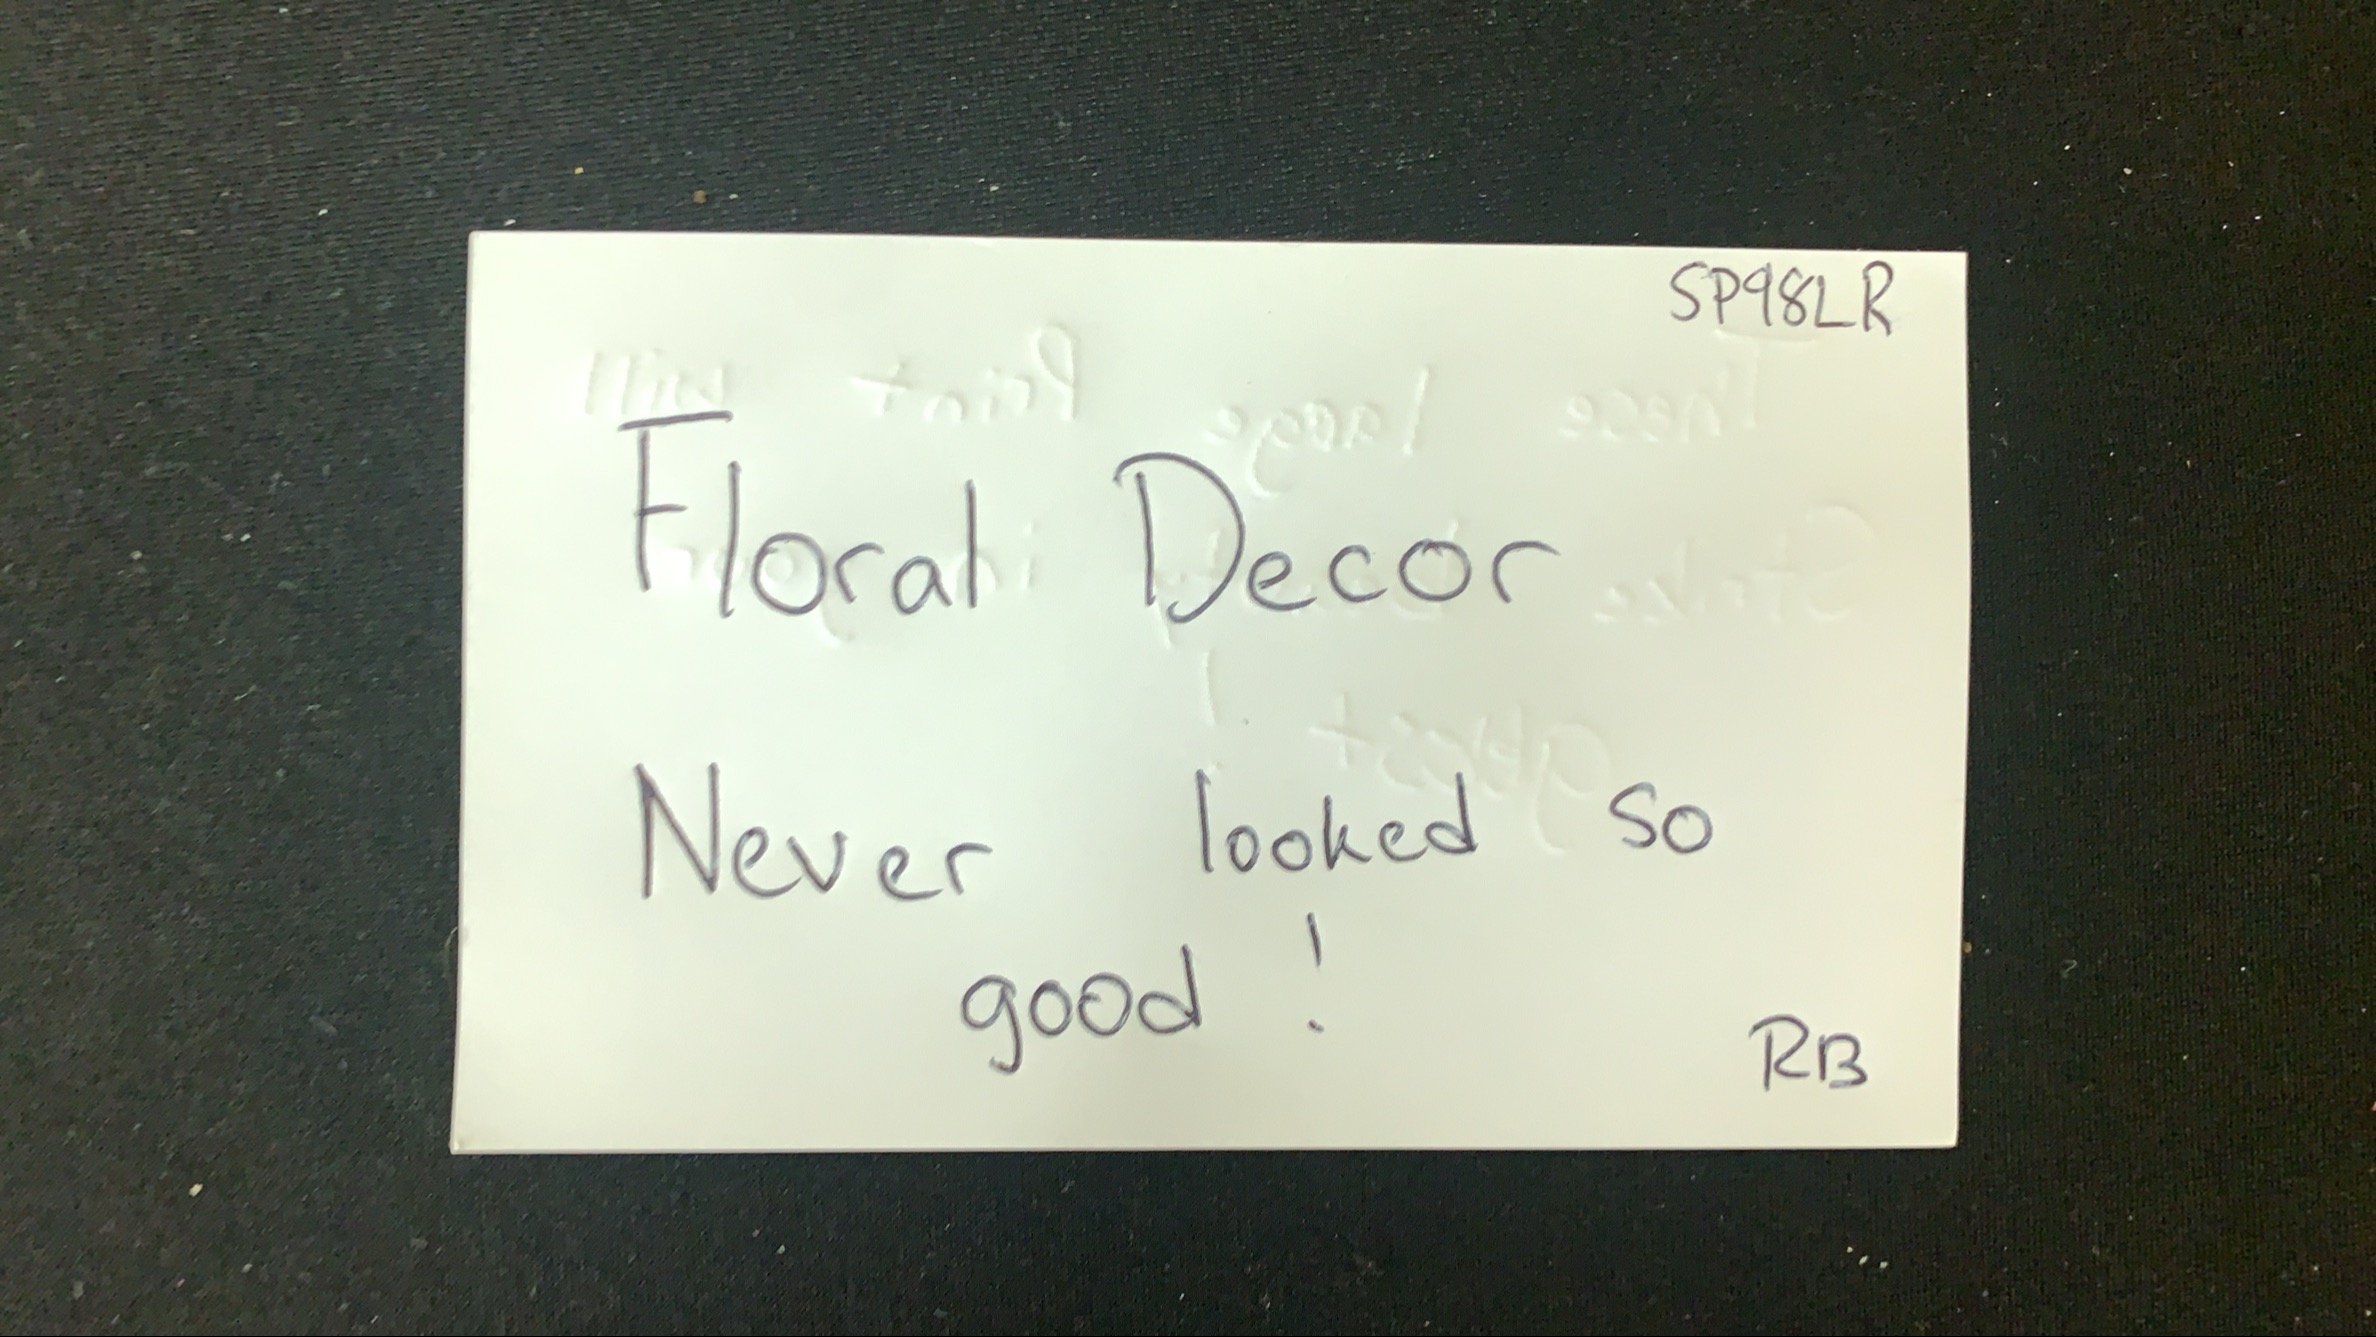 SP98LR
Floral Decor
Never looked so
good !
RB